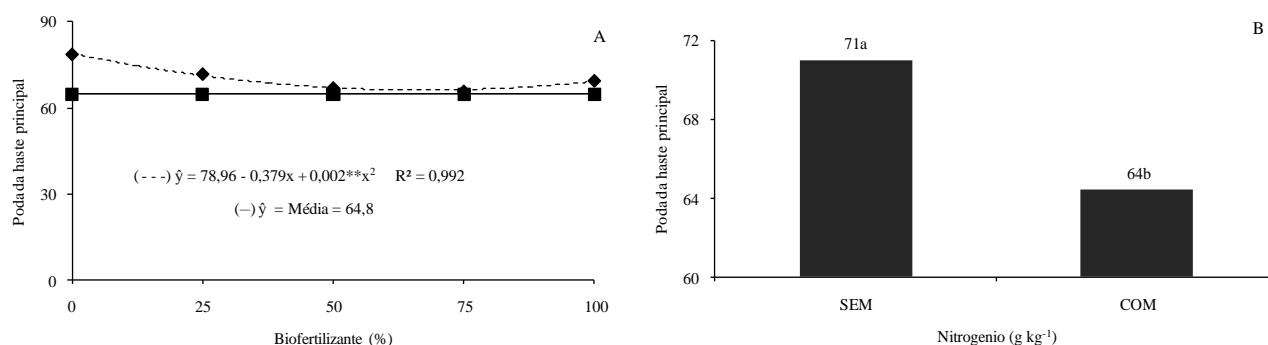 A
Poda da haste principal
90
60
30
0
(- - -) ŷ = 78,96 - 0,379x + 0,002**x² R² = 0,992
(—) ŷ = Média = 64,8
0 25 50 75 100
Biofertilizante (%)
B
Poda da haste principal
72
68
64
60
71a
64b
SEM COM
Nitrogenio (g kg⁻¹)